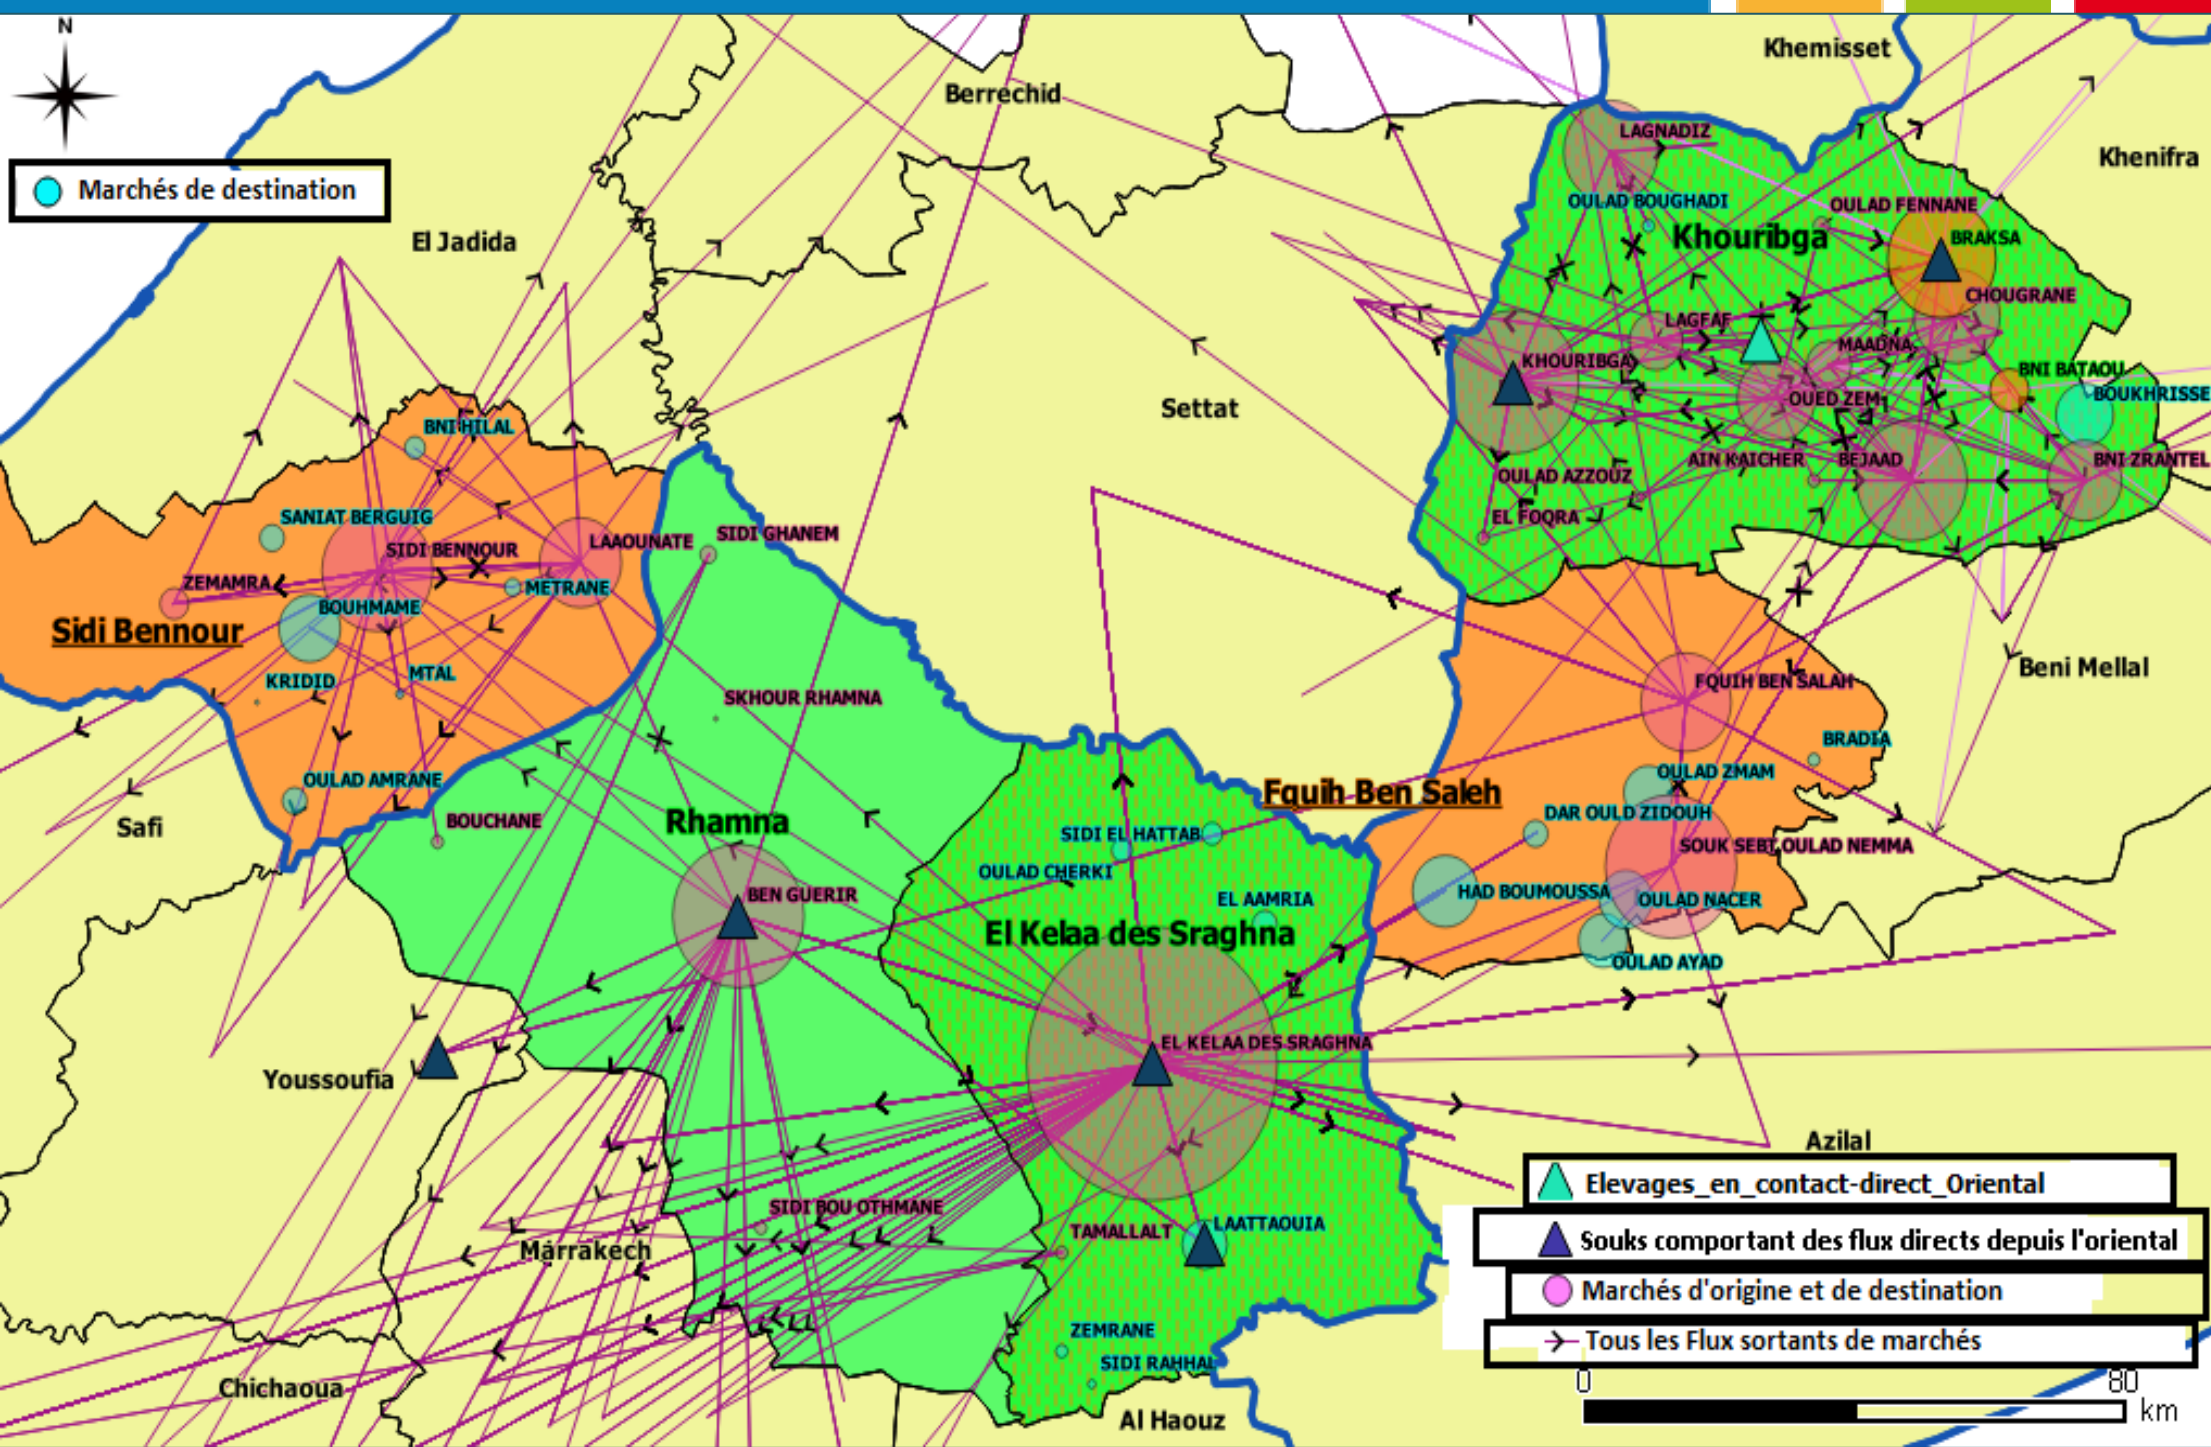 N
Khemisset
Berrechid
LAGNADIZ
Khenifra
Marchés de destination
OULAD BOUGHADI
OULAD FENNANE
El Jadida
Khouribga
BRAKSA
CHOUGRANE
LAGFAF
MAADNA
KHOURIBGA
BNI BATAOU
BOUKHRISSE
Settat
OUED ZEM
BNI HILAL
AIN KAICHER
BEJAAD
BNI ZRANTEL
OULAD AZZOUZ
SANIAT BERGUIG
EL FOQRA
SIDI GHANEM
LAAOUNATE
SIDI BENNOUR
ZEMAMRA
METRANE
BOUHMAME
Sidi Bennour
Beni Mellal
MTAL
KRIDID
FQUIH BEN SALAH
SKHOUR RHAMNA
BRADIA
OULAD ZMAM
OULAD AMRANE
Fquih Ben Saleh
DAR OULD ZIDOUH
BOUCHANE
Rhamna
Safi
SIDI EL HATTAB
SOUK SEBT OULAD NEMMA
OULAD CHERKI
HAD BOUMOUSSA
BEN GUERIR
EL AAMRIA
OULAD NACER
El Kelaa des Sraghna
OULAD AYAD
EL KELAA DES SRAGHNA
Youssoufia
Azilal
Elevages_en_contact-direct_Oriental
SIDI BOU OTHMANE
LAATTAOUIA
TAMALLALT
Souks comportant des flux directs depuis l'oriental
Marrakech
Marchés d'origine et de destination
ZEMRANE
Tous les Flux sortants de marchés
SIDI RAHHAL
0 80
Chichaoua
km
Al Haouz